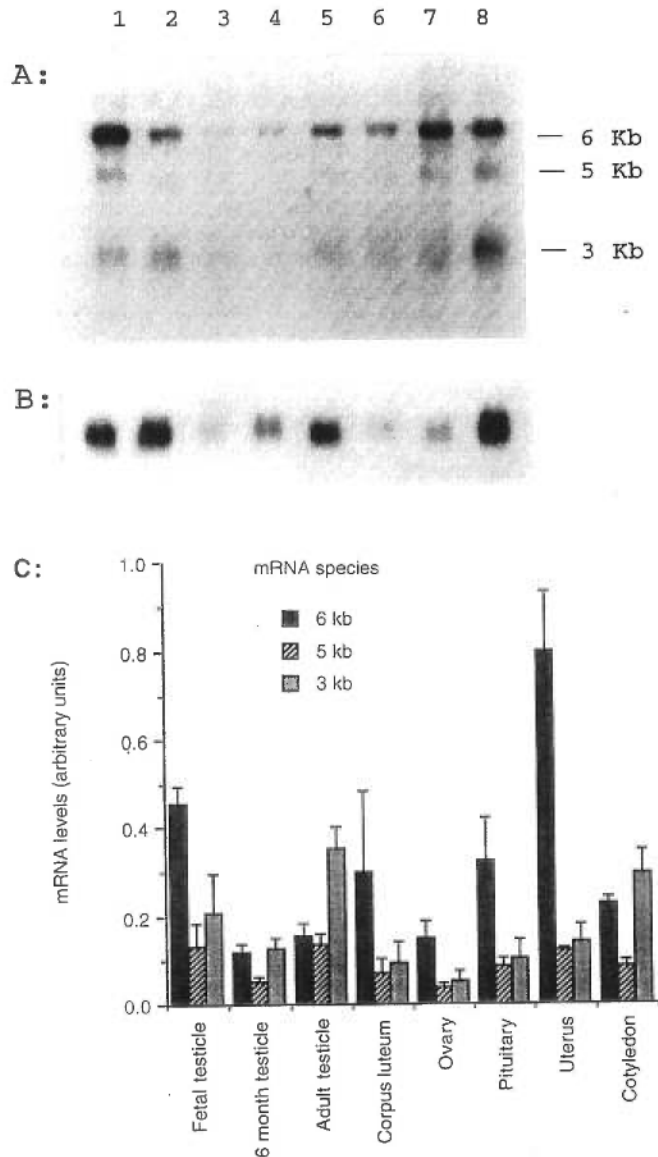 1 2 3 4 5 6 7 8
A:
6 Kb
5 Kb
3 Kb
B:
C:
mRNA species
6 kb
5 kb
3 kb
mRNA levels (arbitrary units)
1.0
0.8
0.6
0.4
0.2
0.0
Fetal testicle
6 month testicle
Adult testicle
Corpus luteum
Ovary
Pituitary
Uterus
Cotyledon